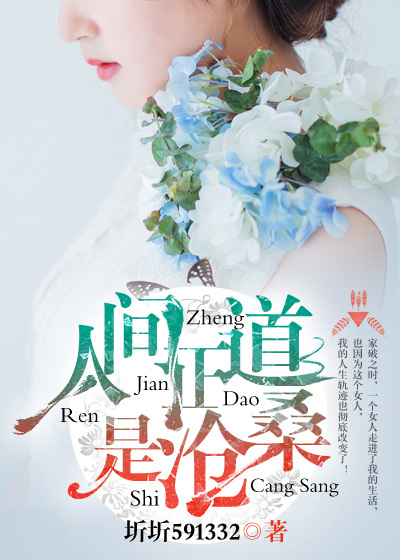 人间正道
Zheng
Jian
Dao
Ren
是沧桑
Shi
Cang Sang
家破之时，一个女人走进了我的生活，
也因为这个女人，
我的人生轨迹也彻底改变了！
圻圻591332◎著